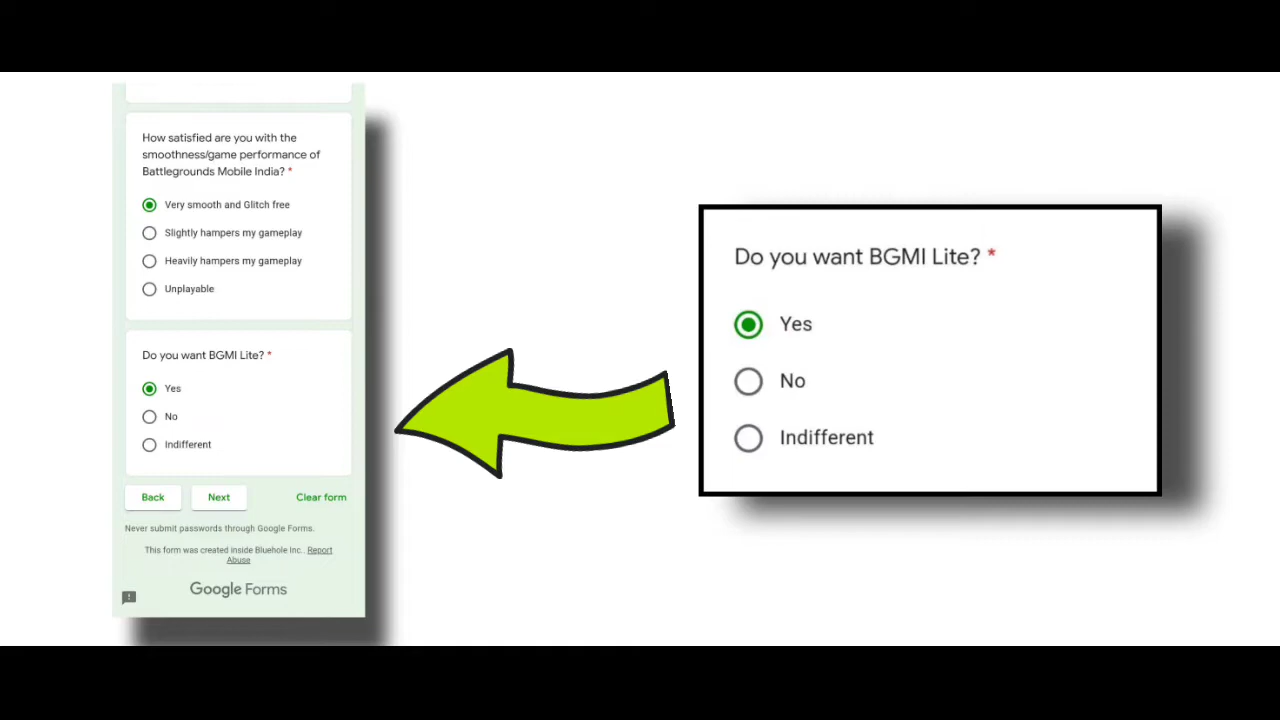 How satisfied are you with the
smoothness/game performance of
Battlegrounds Mobile India? *
Very smooth and Glitch free
Slightly hampers my gameplay
Heavily hampers my gameplay
Unplayable
Do you want BGMI Lite? *
Yes
No
Indifferent
Back Next Clear form
Never submit passwords through Google Forms.
This form was created inside Bluehole Inc.. Report
Abuse
Google Forms
Do you want BGMI Lite? *
Yes
No
Indifferent